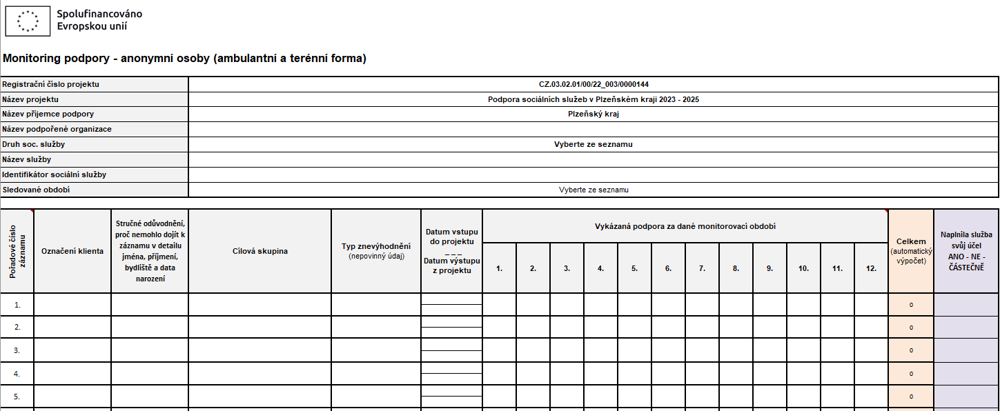 Spolufinancováno
Evropskou unií
Monitoring podpory - anonymní osoby (ambulantní a terénní forma)
Registrační číslo projektu CZ.03.02.01/00/22_003/0000144
Název projektu Podpora sociálních služeb v Plzeňském kraji 2023 - 2025
Název příjemce podpory Plzeňský kraj
Název podpořené organizace
Druh soc. služby Vyberte ze seznamu
Název služby
Identifikátor sociální služby
Sledované období Vyberte ze seznamu
Pořadové číslo
záznamu
Označení klienta
Stručné odůvodnění,
proč nemohlo dojít k
záznamu v detailu
jména, příjmení,
bydliště a data
narození
Cílová skupina
Typ znevýhodnění
(nepovinný údaj)
Datum vstupu
do projektu
_ _ _
Datum výstupu
z projektu
Vykázaná podpora za dané monitorovací období
1. 2. 3. 4. 5. 6. 7. 8. 9. 10. 11. 12.
Celkem
(automatický
výpočet)
Naplnila služba
svůj účel
ANO - NE -
ČÁSTEČNĚ
1. 0
2. 0
3. 0
4. 0
5. 0